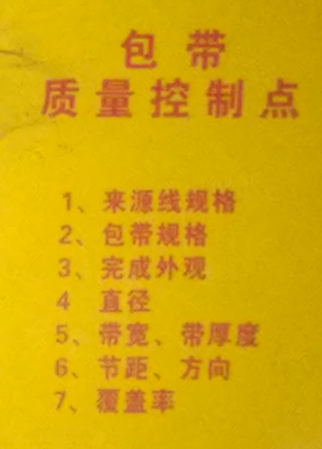 包带
质量控制点
1、来源线规格
2、包带规格
3、完成外观
4 直径
5、带宽、带厚度
6、节距、方向
7、覆盖率